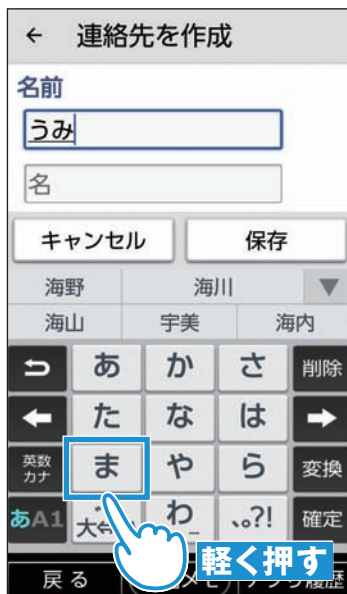 連絡先を作成
名前
うみ
名
キャンセル 保存
海野 海川
海山 宇美 海内
あ か さ 削除
た な は
英数カナ ま や ら 変換
あA1 わ 、。?! 確定
軽く押す
戻る